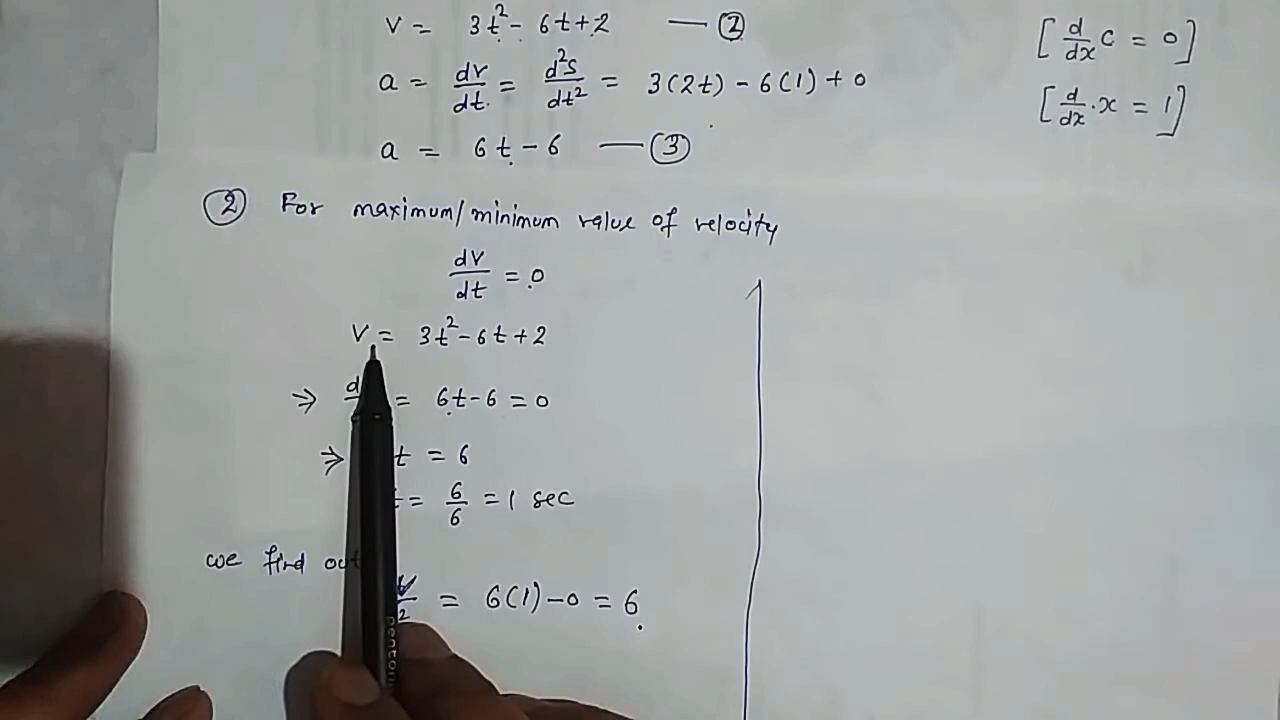 v = 3t² - 6t + 2 — ②
[d/dx c = 0]
a = dv/dt = d²s/dt² = 3(2t) - 6(1) + 0
[d/dx . x = 1]
a = 6t - 6 — ③
② For maximum/minimum value of velocity
dv/dt = 0
v = 3t² - 6t + 2
⇒ d = 6t - 6 = 0
⇒ t = 6
t = 6/6 = 1 sec
we find out
2 = 6(1) - 0 = 6
pentonic